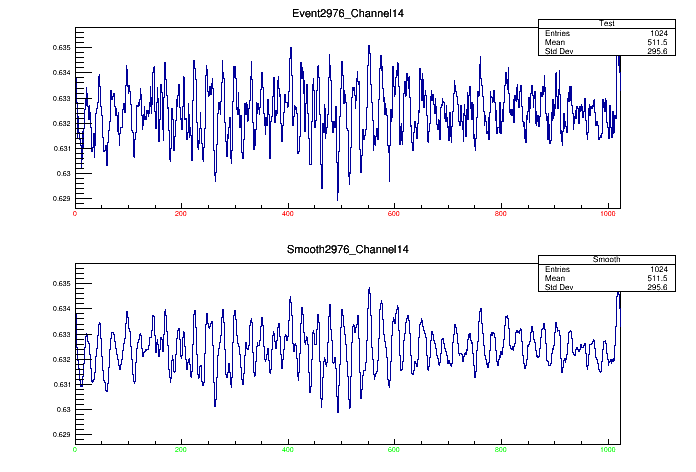 Event2976_Channel14
Test
Entries 1024
Mean 511.5
Std Dev 295.6
0.635
0.634
0.633
0.632
0.631
0.63
0.629
0 200 400 600 800 1000
Smooth2976_Channel14
Smooth
Entries 1024
Mean 511.5
Std Dev 295.6
0.635
0.634
0.633
0.632
0.631
0.63
0.629
0 200 400 600 800 1000